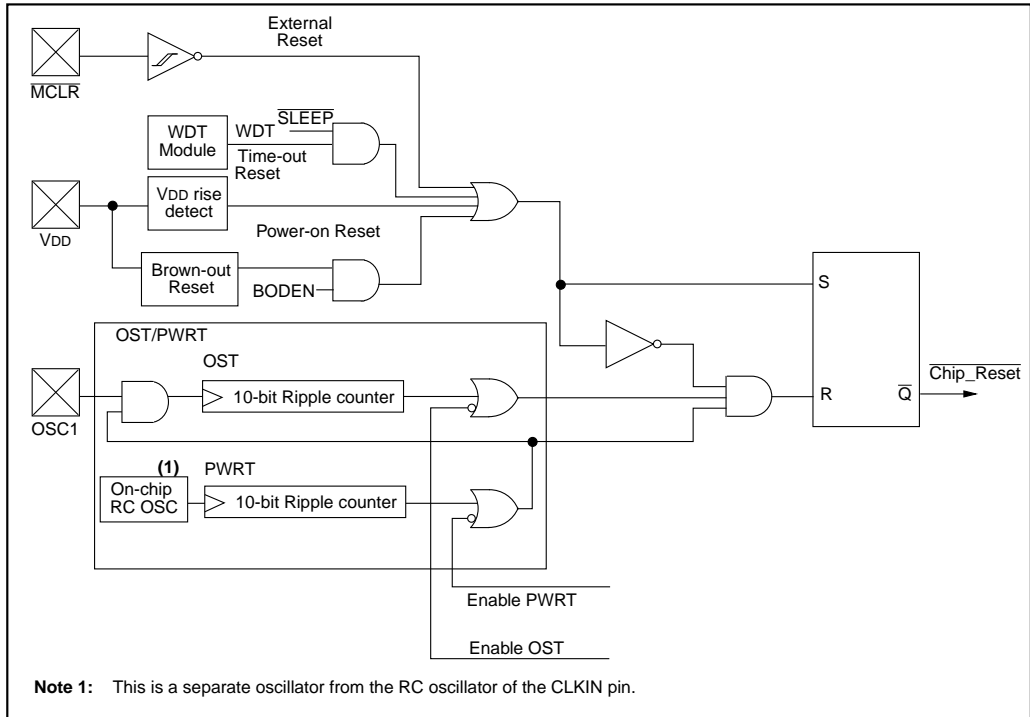 External
Reset
MCLR
SLEEP
WDT
Module
WDT
Time-out
Reset
VDD rise
detect
VDD
Power-on Reset
Brown-out
Reset
BODEN
S
OST/PWRT
OST
10-bit Ripple counter
OSC1
R
Q
Chip_Reset
(1)
PWRT
On-chip
RC OSC
10-bit Ripple counter
Enable PWRT
Enable OST
Note 1: This is a separate oscillator from the RC oscillator of the CLKIN pin.